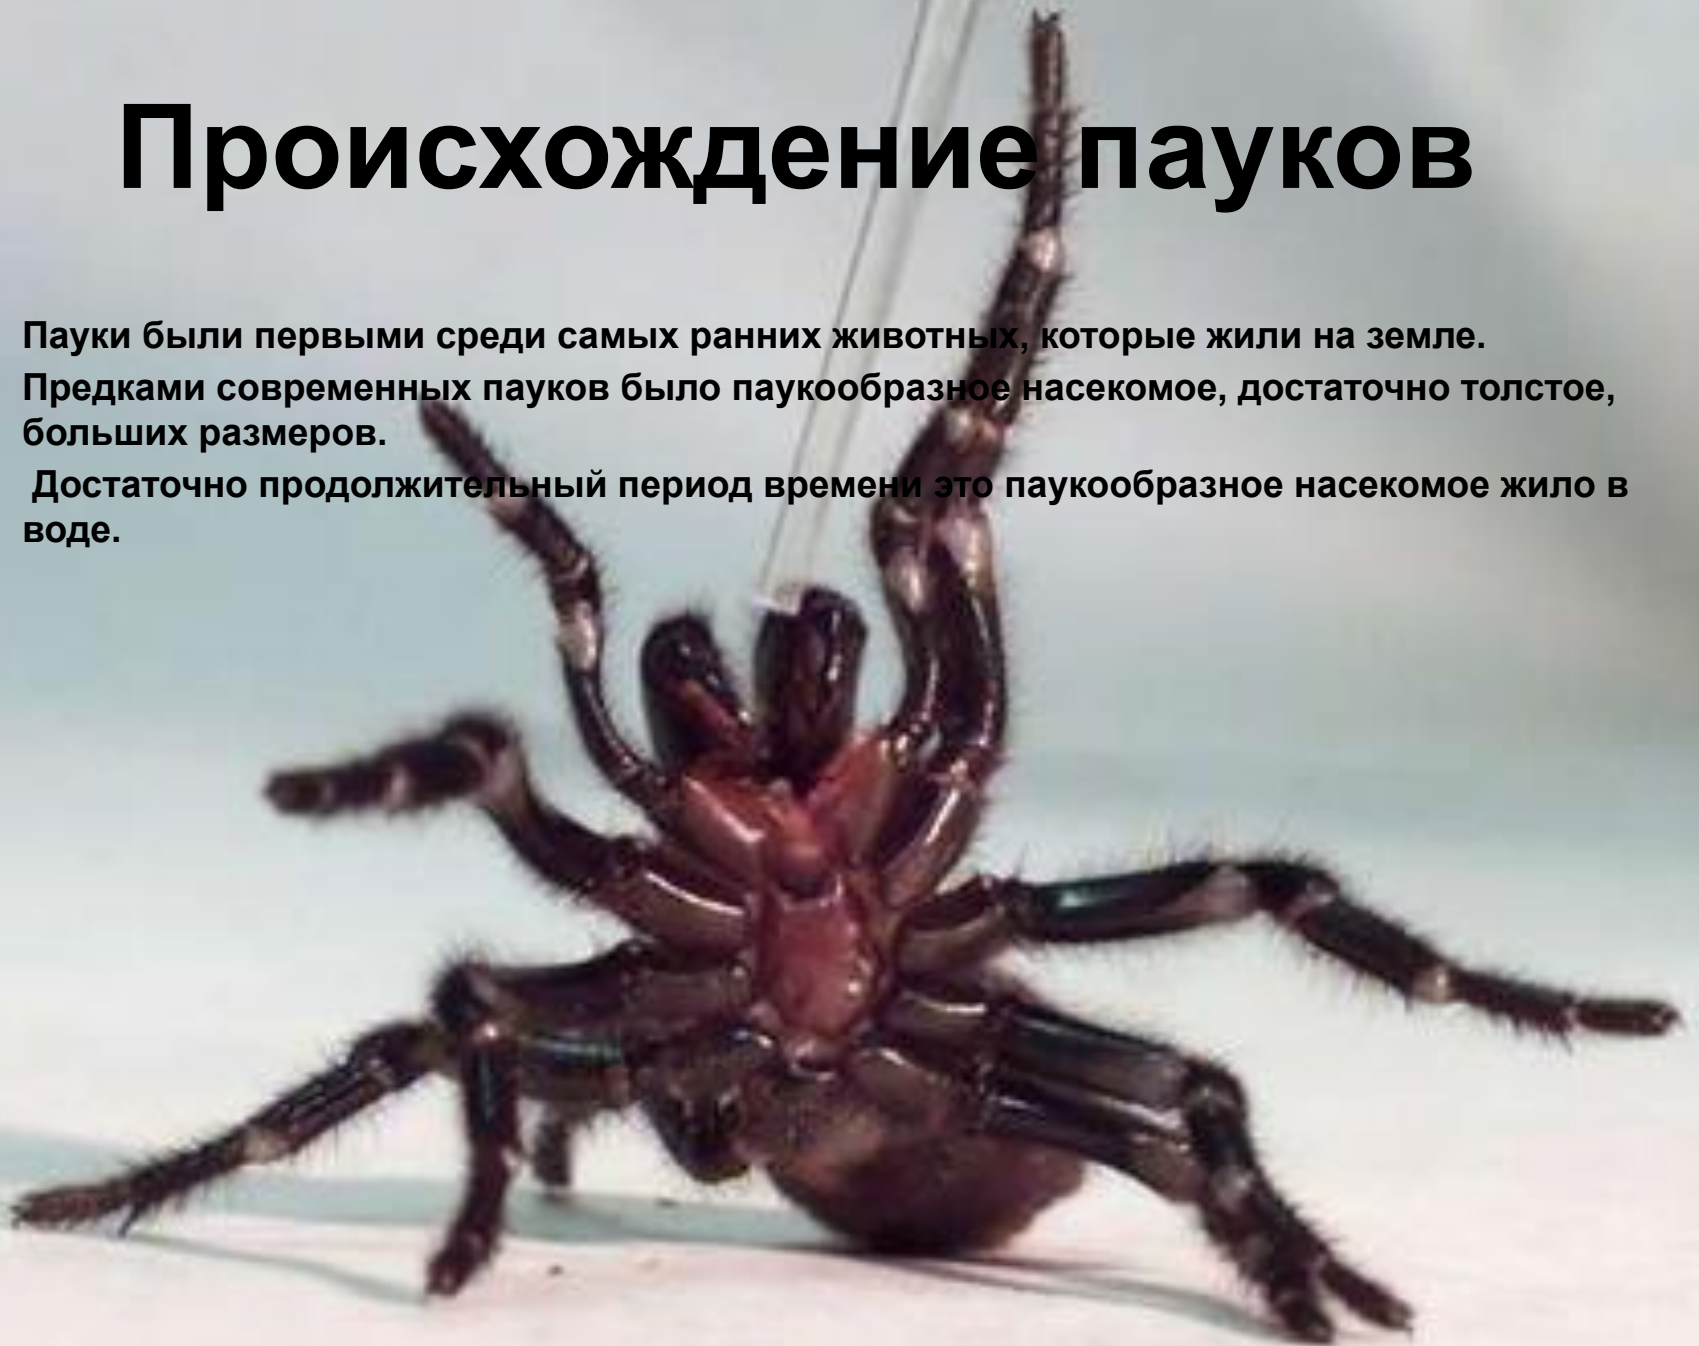 Происхождение пауков
Пауки были первыми среди самых ранних животных, которые жили на земле.
Предками современных пауков было паукообразное насекомое, достаточно толстое,
больших размеров.
Достаточно продолжительный период времени это паукообразное насекомое жило в
воде.